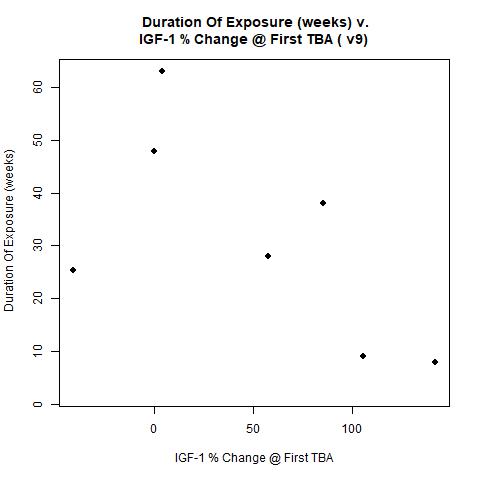 Duration Of Exposure (weeks) v.
IGF-1 % Change @ First TBA ( v9)
Duration Of Exposure (weeks)
60
50
40
30
20
10
0
0
50
100
IGF-1 % Change @ First TBA